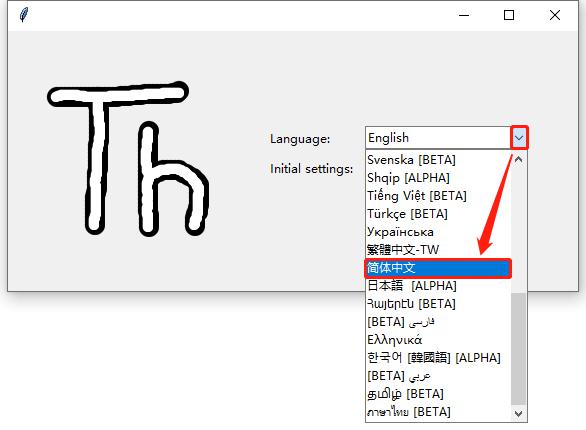 Th
Language:
English
Initial settings:
Svenska [BETA]
Shqip [ALPHA]
Tiếng Việt [BETA]
Türkçe [BETA]
Українська
繁體中文-TW
简体中文
日本語  [ALPHA]
Հայերէն [BETA]
[BETA] فارسی
Ελληνικά
한국어 [韓國語] [ALPHA]
[BETA] عربي
தமிழ் [BETA]
ภาษาไทย [BETA]